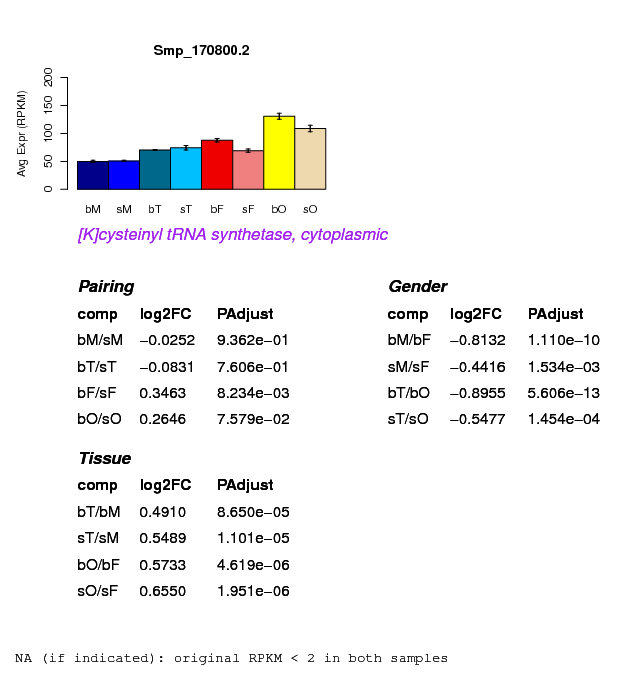 Smp_170800.2
Avg Expr (RPKM)
200
150
100
50
0
bM sM bT sT bF sF bO sO
[K]cysteinyl tRNA synthetase, cytoplasmic
Pairing
comp log2FC PAdjust
bM/sM −0.0252 9.362e−01
bT/sT −0.0831 7.606e−01
bF/sF 0.3463 8.234e−03
bO/sO 0.2646 7.579e−02
Gender
comp log2FC PAdjust
bM/bF −0.8132 1.110e−10
sM/sF −0.4416 1.534e−03
bT/bO −0.8955 5.606e−13
sT/sO −0.5477 1.454e−04
Tissue
comp log2FC PAdjust
bT/bM 0.4910 8.650e−05
sT/sM 0.5489 1.101e−05
bO/bF 0.5733 4.619e−06
sO/sF 0.6550 1.951e−06
NA (if indicated): original RPKM < 2 in both samples